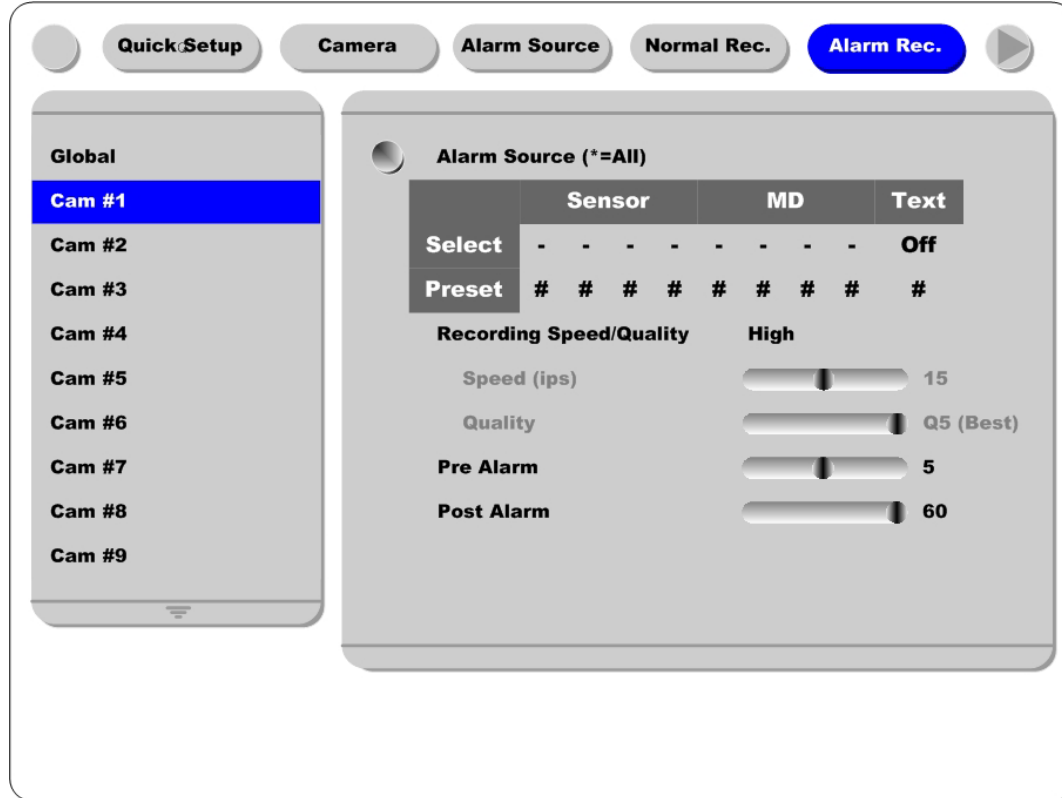 Quick Setup Camera Alarm Source Normal Rec. Alarm Rec.
Global
Cam #1
Cam #2
Cam #3
Cam #4
Cam #5
Cam #6
Cam #7
Cam #8
Cam #9
Alarm Source (*=All)
Sensor MD Text
Select - - - - - - - - Off
Preset # # # # # # # # #
Recording Speed/Quality High
Speed (ips) 15
Quality Q5 (Best)
Pre Alarm 5
Post Alarm 60